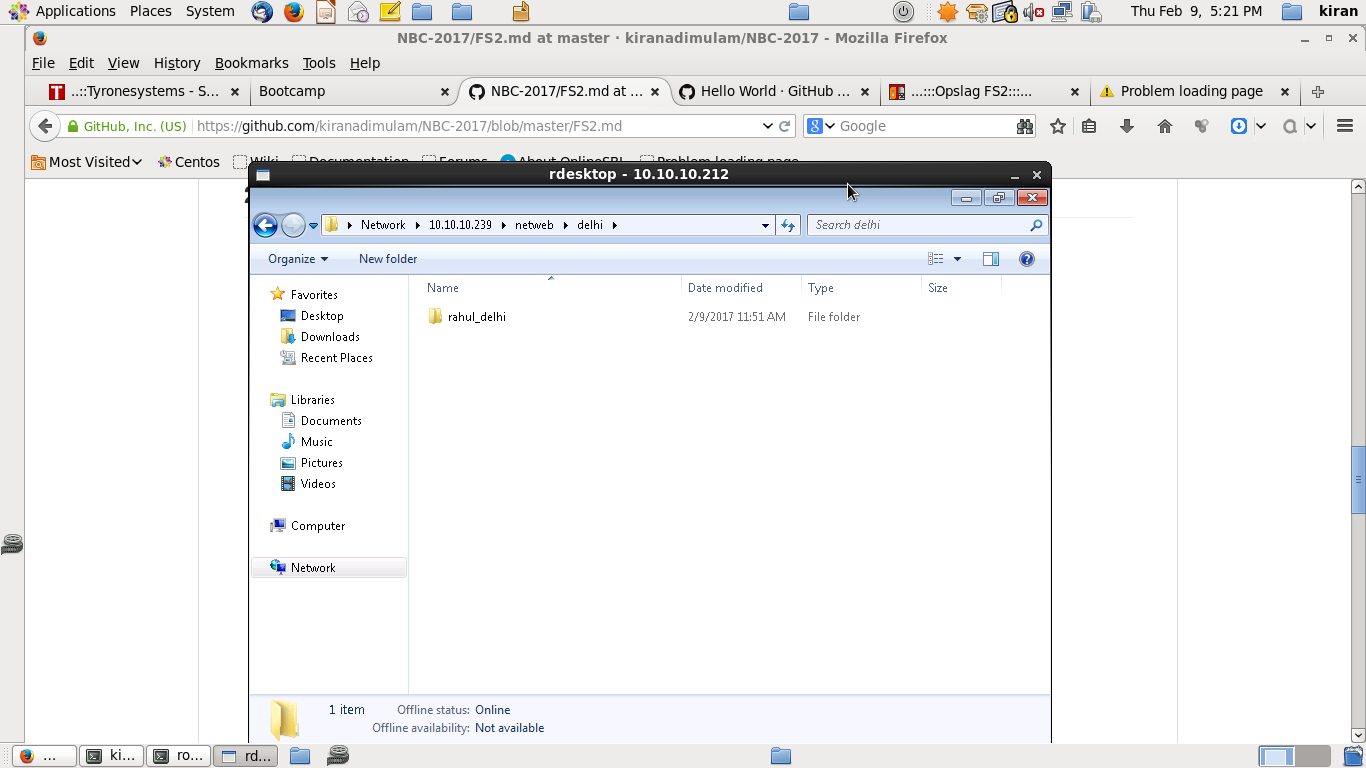 Applications Places System Thu Feb 9, 5:21 PM kiran
NBC-2017/FS2.md at master · kiranadimulam/NBC-2017 - Mozilla Firefox
File Edit View History Bookmarks Tools Help
..::Tyronesystems - S... Bootcamp NBC-2017/FS2.md at ... Hello World · GitHub ... ...:::Opslag FS2:::... Problem loading page
GitHub, Inc. (US) https://github.com/kiranadimulam/NBC-2017/blob/master/FS2.md Google
Most Visited Centos Wiki Documentation Forums About OnlineSBI Problem loading page
rdesktop - 10.10.10.212
Network 10.10.10.239 netweb delhi Search delhi
Organize New folder
Name Date modified Type Size
rahul_delhi 2/9/2017 11:51 AM File folder
Favorites
Desktop
Downloads
Recent Places
Libraries
Documents
Music
Pictures
Videos
Computer
Network
1 item Offline status: Online
Offline availability: Not available
... ki... ro... rd...